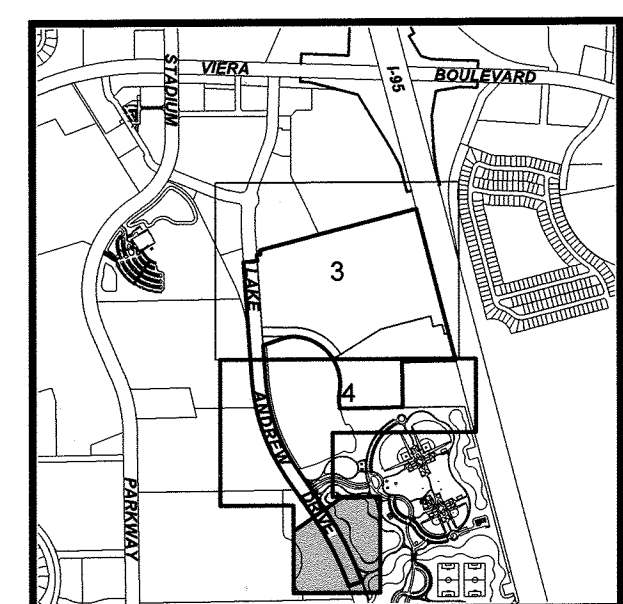 VIERA
BOULEVARD
STADIUM
I-95
3
LAKE
4
ANDREW
DRIVE
PARKWAY